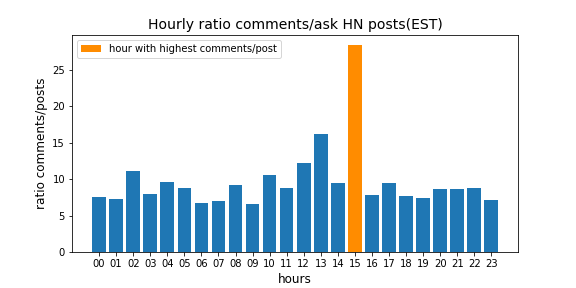 Hourly ratio comments/ask HN posts(EST)
hour with highest comments/post
ratio comments/posts
25
20
15
10
5
0
00 01 02 03 04 05 06 07 08 09 10 11 12 13 14 15 16 17 18 19 20 21 22 23
hours